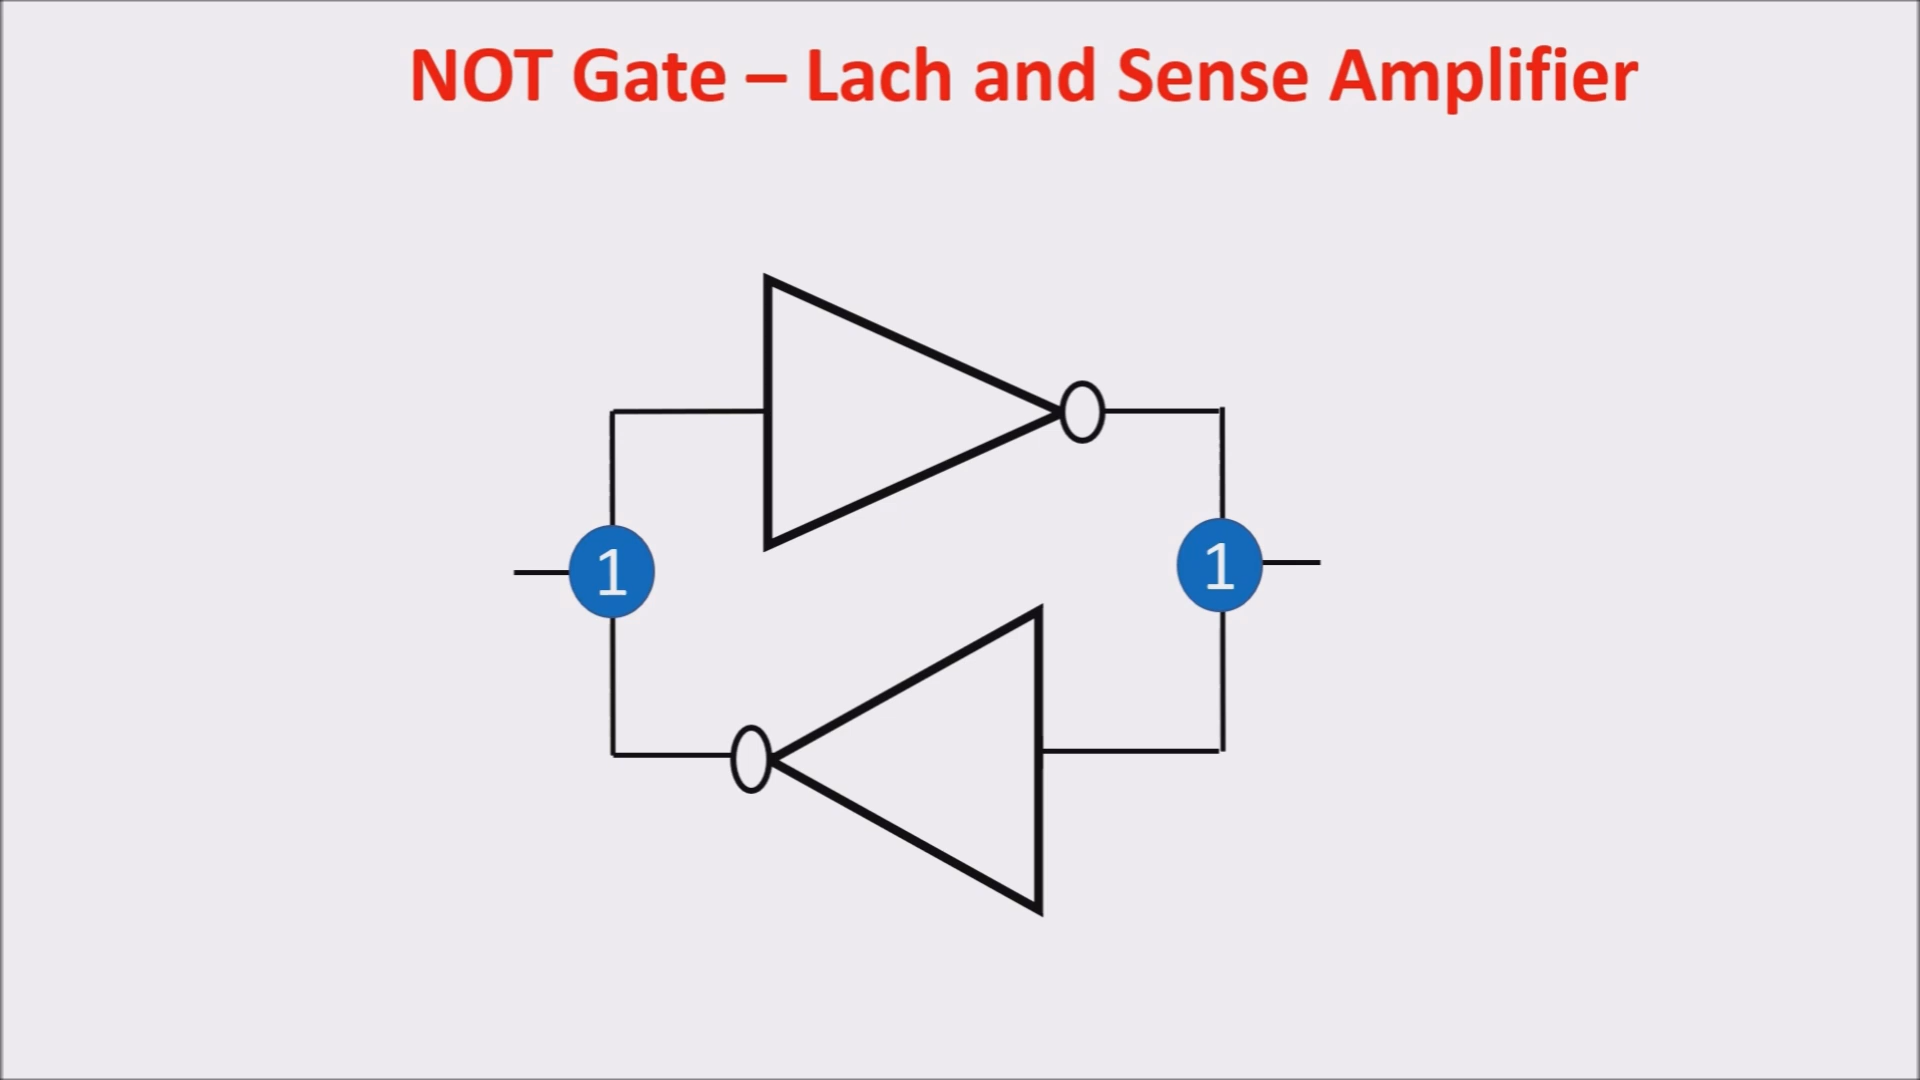 NOT Gate – Lach and Sense Amplifier
1
1